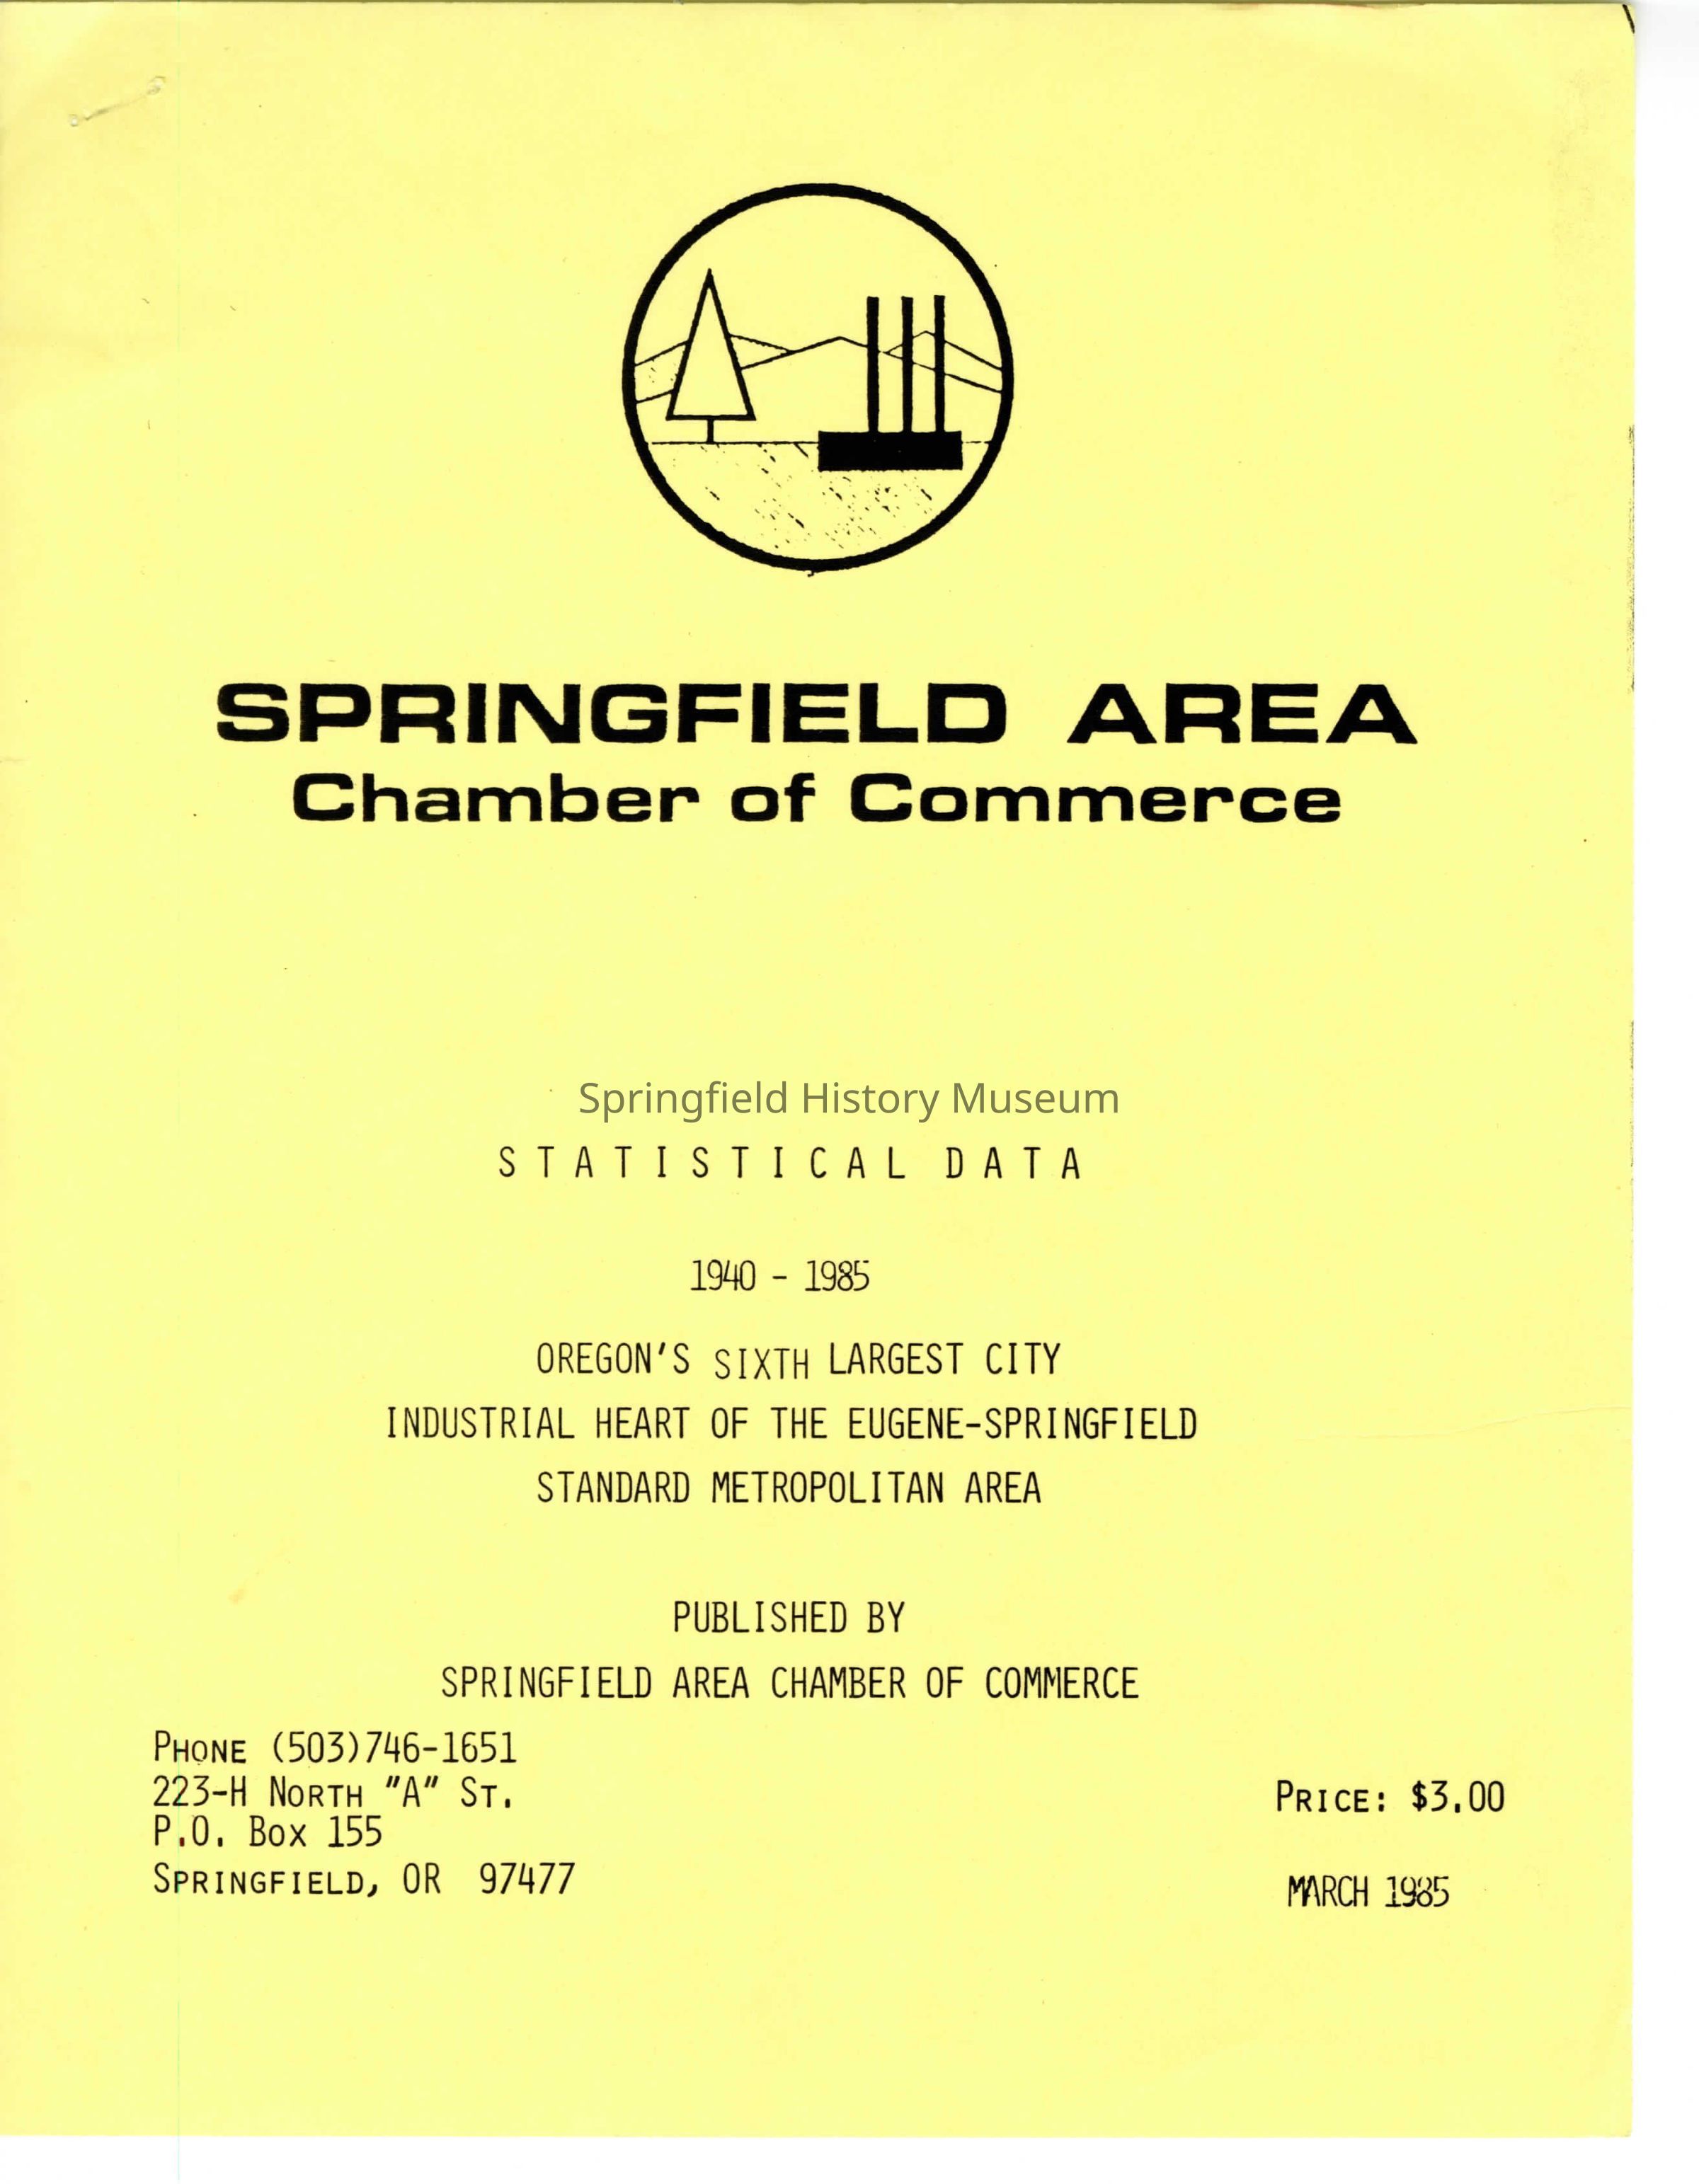 SPRINGFIELD AREA
Chamber of Commerce
Springfield History Museum
STATISTICAL DATA
1940 - 1985
OREGON'S SIXTH LARGEST CITY
INDUSTRIAL HEART OF THE EUGENE-SPRINGFIELD
STANDARD METROPOLITAN AREA
PUBLISHED BY
SPRINGFIELD AREA CHAMBER OF COMMERCE
PHONE (503)746-1651
223-H NORTH "A" ST.
P.O. BOX 155
SPRINGFIELD, OR 97477
PRICE: $3.00
MARCH 1985